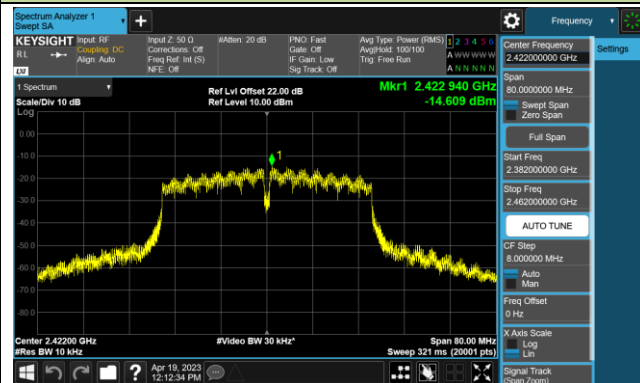 Spectrum Analyzer 1
Swept SA
Frequency
KEYSIGHT
RL
LXI
Input: RF
Coupling: DC
Align: Auto
Input Z: 50 Ω
Corrections: Off
Freq Ref: Int (S)
NFE: Off
#Atten: 20 dB
PNO: Fast
Gate: Off
IF Gain: Low
Sig Track: Off
Avg Type: Power (RMS)
Avg|Hold: 100/100
Trig: Free Run
1 2 3 4 5 6
A W W W W W
A N N N N N
1 Spectrum
Scale/Div 10 dB
Ref Lvl Offset 22.00 dB
Ref Level 10.00 dBm
Mkr1 2.422 940 GHz
-14.609 dBm
Log
0.00
-10.0
-20.0
-30.0
-40.0
-50.0
-60.0
-70.0
-80.0
1
Center 2.42200 GHz
#Res BW 10 kHz
#Video BW 30 kHz*
Span 80.00 MHz
Sweep 321 ms (20001 pts)
Apr 19, 2023
12:12:34 PM
Center Frequency
2.422000000 GHz
Settings
Span
80.0000000 MHz
Swept Span
Zero Span
Full Span
Start Freq
2.382000000 GHz
Stop Freq
2.462000000 GHz
AUTO TUNE
CF Step
8.000000 MHz
Auto
Man
Freq Offset
0 Hz
X Axis Scale
Log
Lin
Signal Track
(Span Zoom)